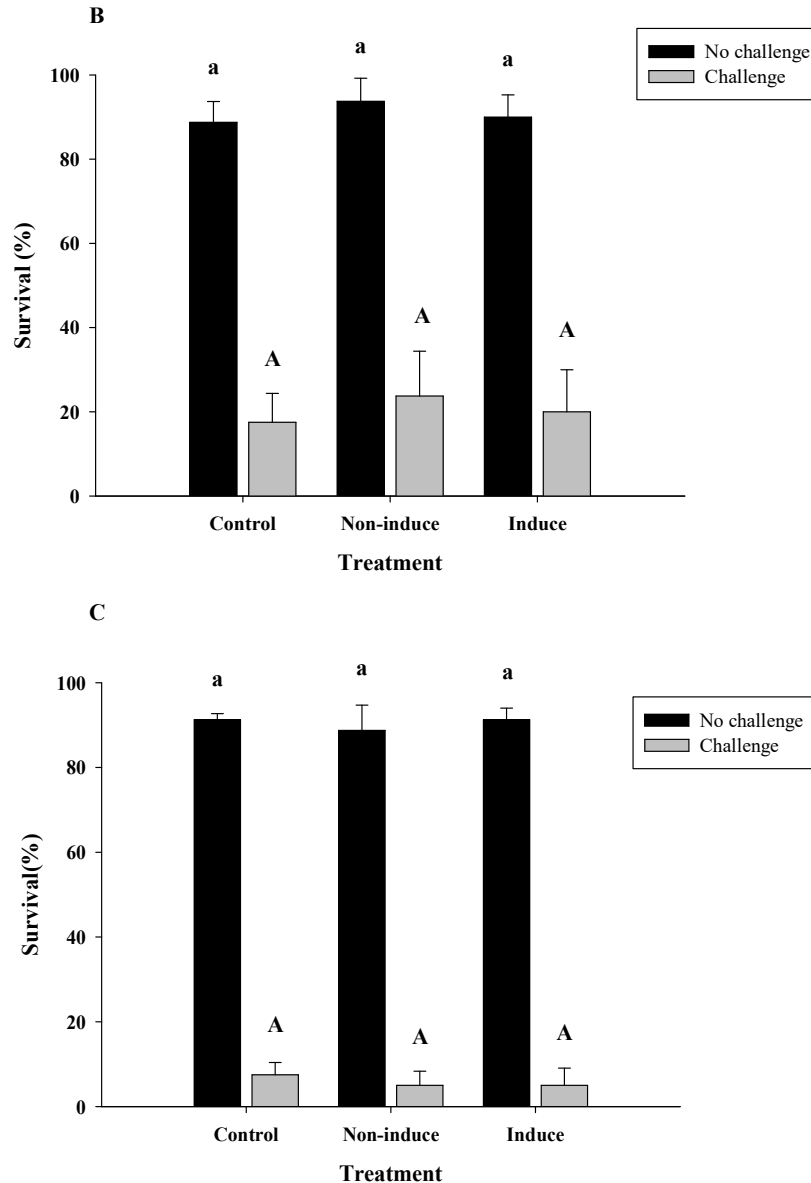 B
a
a
a
No challenge
Challenge
100
80
60
40
20
0
Survival (%)
A
A
A
Control Non-induce Induce
Treatment
C
a
a
a
No challenge
Challenge
100
80
60
40
20
0
Survival(%)
A
A
A
Control Non-induce Induce
Treatment